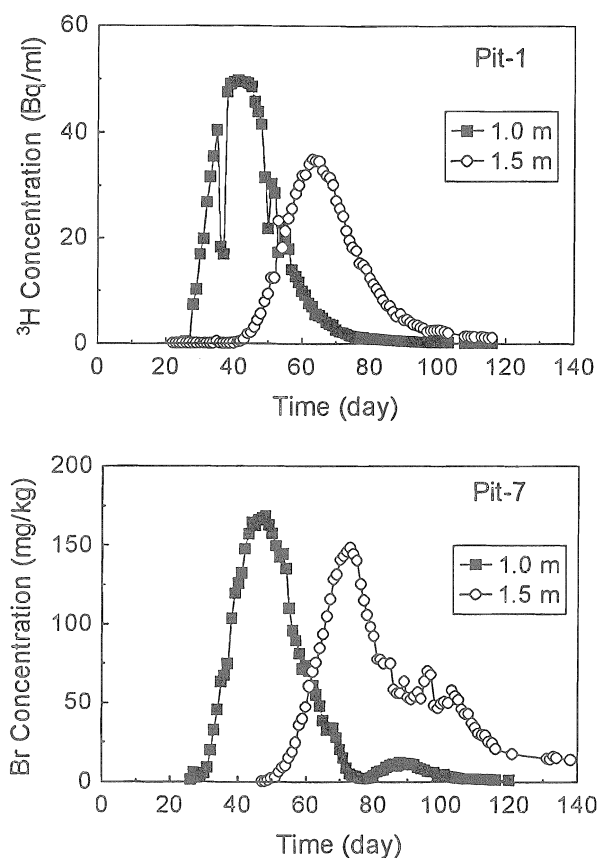 Pit-1
1.0 m
1.5 m
³H Concentration (Bq/ml)
60
40
20
0
0 20 40 60 80 100 120 140
Time (day)
Pit-7
1.0 m
1.5 m
Br Concentration (mg/kg)
200
150
100
50
0
0 20 40 60 80 100 120 140
Time (day)